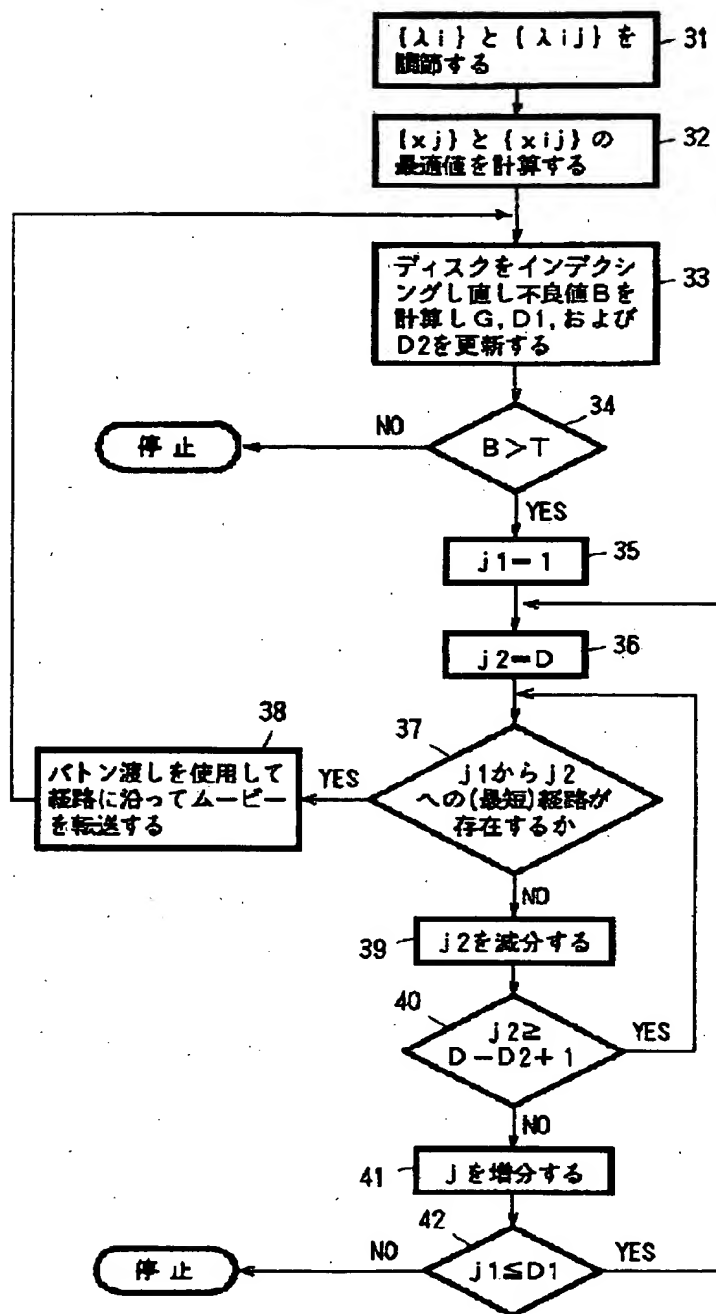 {λi}と{λij}を
調節する
31
{xj}と{xij}の
最適値を計算する
32
ディスクをインデクシ
ングし直し不良値Bを
計算しG,D1,および
D2を更新する
33
34
B>T
NO
停止
YES
j1=1
35
j2=D
36
37
j1からj2
への(最短)経路が
存在するか
YES
38
バトン渡しを使用して
経路に沿ってムービー
を転送する
NO
j2を減分する
39
40
j2≧
D-D2+1
YES
NO
jを増分する
41
42
j1≦D1
NO
停止
YES